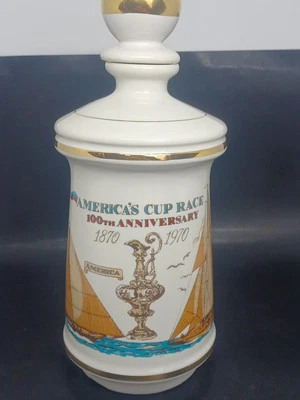 AMERICA'S CUP RACE
100TH ANNIVERSARY
1870 1970
AMERICA